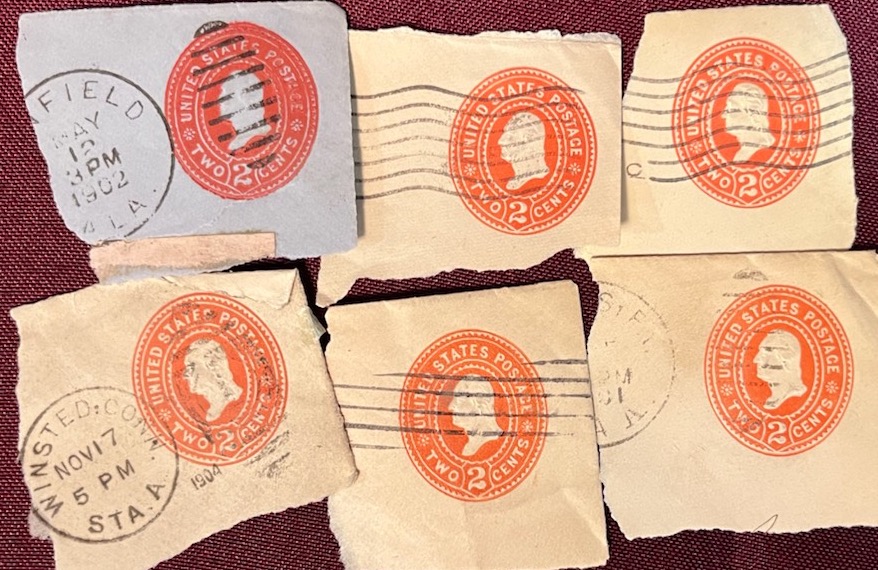 NFIELD
MAY
12
3 PM
1902
LA.
UNITED STATES POSTAGE
TWO 2 CENTS
UNITED STATES POSTAGE
TWO 2 CENTS
UNITED STATES POSTAGE
TWO 2 CENTS
WINSTED, CONN
NOV 17
5 PM
STA. A
1904
UNITED STATES POSTAGE
TWO 2 CENTS
UNITED STATES POSTAGE
TWO 2 CENTS
UNITED STATES POSTAGE
TWO 2 CENTS